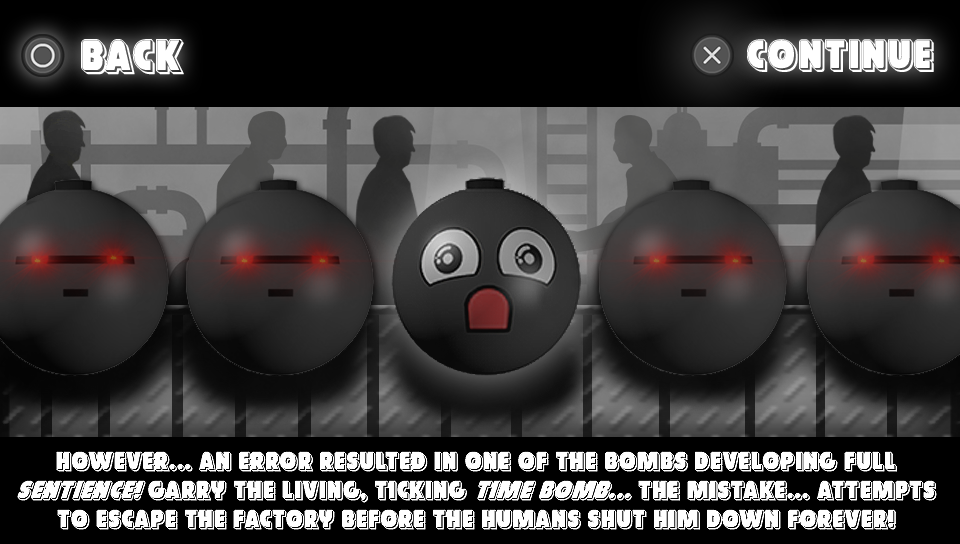 BACK
CONTINUE
HOWEVER... AN ERROR RESULTED IN ONE OF THE BOMBS DEVELOPING FULL
SENTIENCE! GARRY THE LIVING, TICKING TIME BOMB... THE MISTAKE... ATTEMPTS
TO ESCAPE THE FACTORY BEFORE THE HUMANS SHUT HIM DOWN FOREVER!